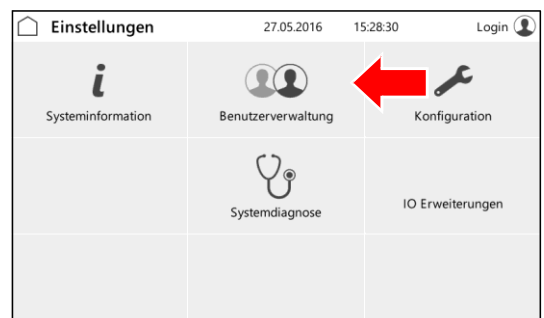 Einstellungen 27.05.2016 15:28:30 Login
Systeminformation Benutzerverwaltung Konfiguration
Systemdiagnose IO Erweiterungen